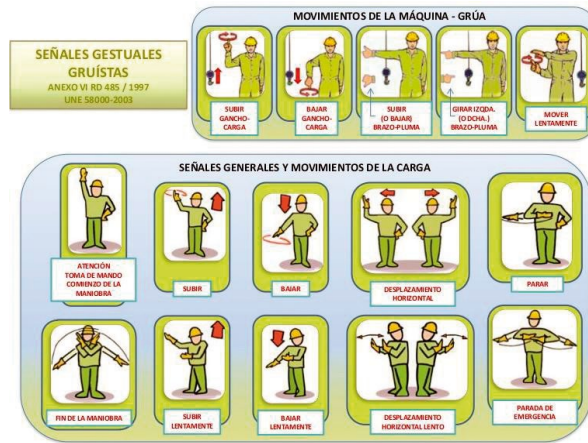 SEÑALES GESTUALES
GRUÍSTAS
ANEXO VI RD 485 / 1997
UNE 58000-2003
MOVIMIENTOS DE LA MÁQUINA - GRÚA
SUBIR
GANCHO-
CARGA
BAJAR
GANCHO-
CARGA
SUBIR
(O BAJAR)
BRAZO-PLUMA
GIRAR IZQDA.
(O DCHA.)
BRAZO-PLUMA
MOVER
LENTAMENTE
SEÑALES GENERALES Y MOVIMIENTOS DE LA CARGA
ATENCIÓN
TOMA DE MANDO
COMIENZO DE LA
MANIOBRA
SUBIR
BAJAR
DESPLAZAMIENTO
HORIZONTAL
PARAR
FIN DE LA MANIOBRA
SUBIR
LENTAMENTE
BAJAR
LENTAMENTE
DESPLAZAMIENTO
HORIZONTAL LENTO
PARADA DE
EMERGENCIA